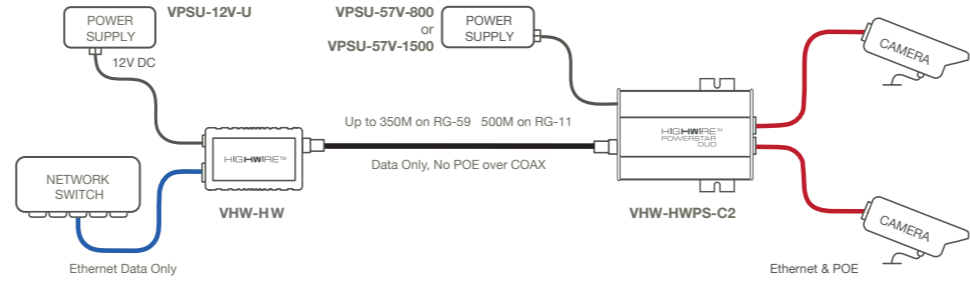 POWER
SUPPLY
VPSU-12V-U
12V DC
VPSU-57V-800
or
VPSU-57V-1500
POWER
SUPPLY
CAMERA
Up to 350M on RG-59 500M on RG-11
HIGHWIRE™
Data Only, No POE over COAX
HIGHWIRE™
POWERSTAR
DUO
NETWORK
SWITCH
VHW-HW
VHW-HWPS-C2
CAMERA
Ethernet Data Only
Ethernet & POE